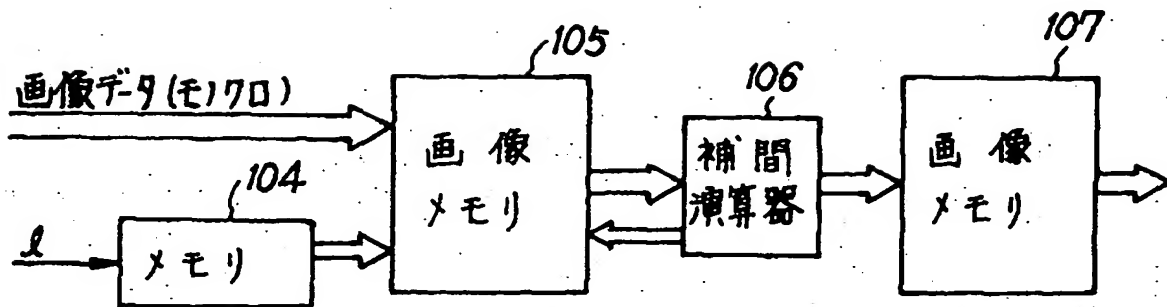 105
107
106
画像データ(モノクロ)
画像
メモリ
補間
演算器
画像
メモリ
104
l
メモリ